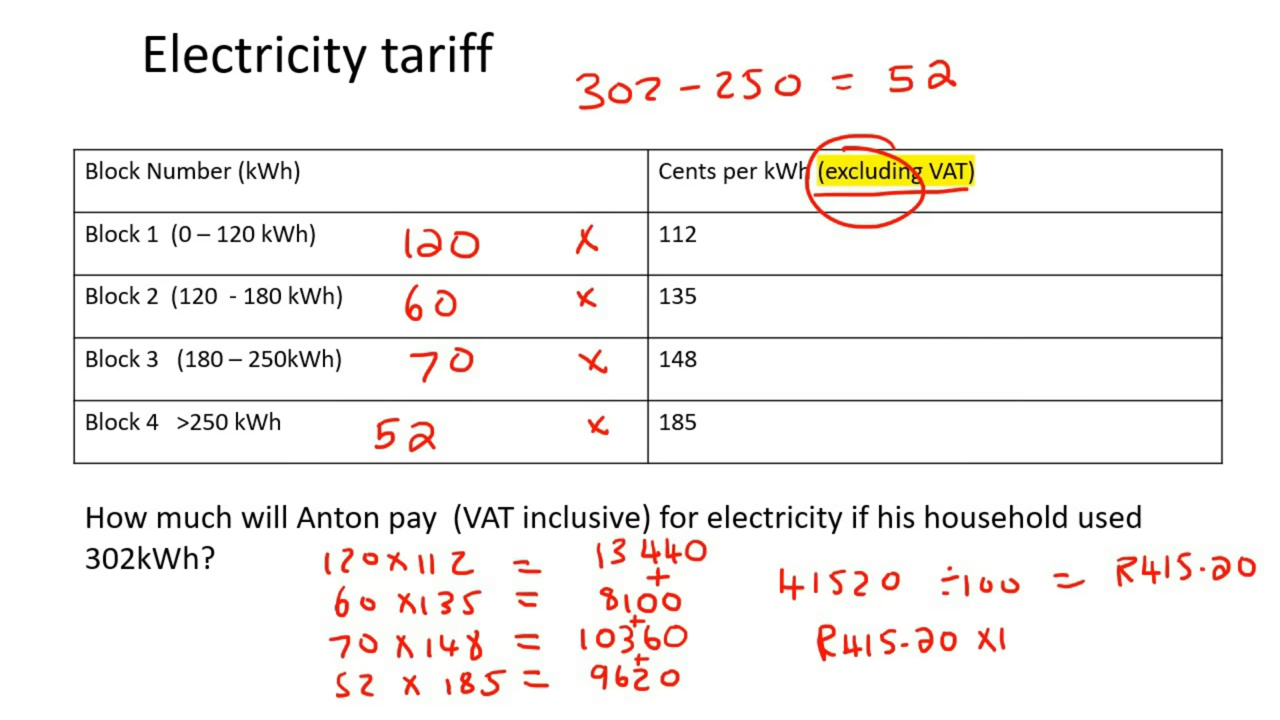 Electricity tariff
302 - 250 = 52
Block Number (kWh) Cents per kWh (excluding VAT)
Block 1 (0 – 120 kWh) 120 x 112
Block 2 (120 - 180 kWh) 60 x 135
Block 3 (180 – 250kWh) 70 x 148
Block 4 >250 kWh 52 x 185
How much will Anton pay (VAT inclusive) for electricity if his household used
302kWh?
120 x 112 = 13 440
+
60 x 135 = 8100
+
70 x 148 = 10360
+
52 x 185 = 9620
41520 ÷100 = R415.20
R415.20 x1